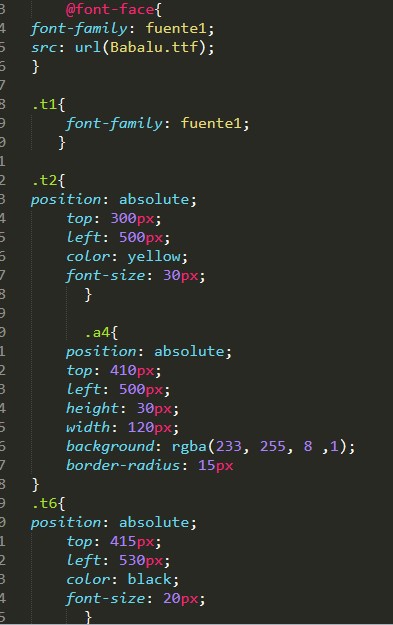 3 @font-face{
4 font-family: fuente1;
5 src: url(Babalu.ttf);
6 }
7
8 .t1{
9 font-family: fuente1;
0 }
1
2 .t2{
3 position: absolute;
4 top: 300px;
5 left: 500px;
6 color: yellow;
7 font-size: 30px;
8 }
9
0 .a4{
1 position: absolute;
2 top: 410px;
3 left: 500px;
4 height: 30px;
5 width: 120px;
6 background: rgba(233, 255, 8 ,1);
7 border-radius: 15px
8 }
9 .t6{
0 position: absolute;
1 top: 415px;
2 left: 530px;
3 color: black;
4 font-size: 20px;
5 }